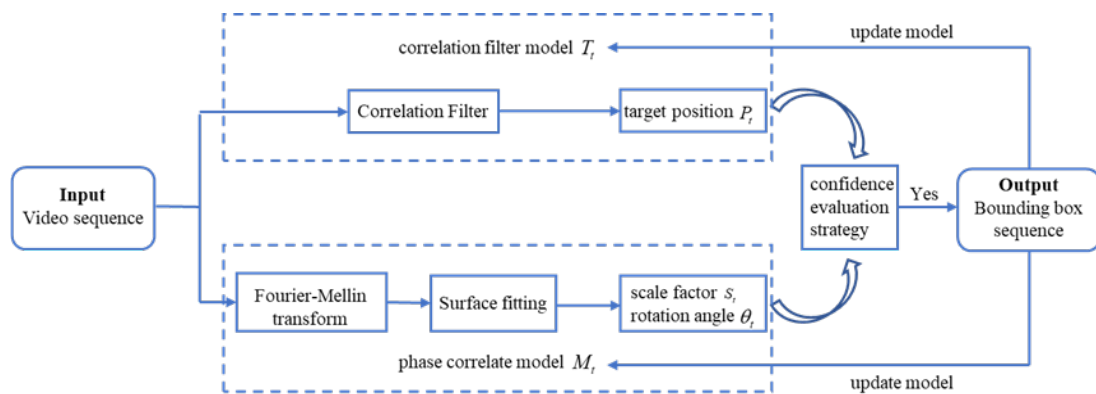 update model
correlation filter model T_t
Correlation Filter
target position P_t
Input
Video sequence
confidence
evaluation
strategy
Yes
Output
Bounding box
sequence
Fourier-Mellin
transform
Surface fitting
scale factor S_t
rotation angle θ_t
phase correlate model M_t
update model